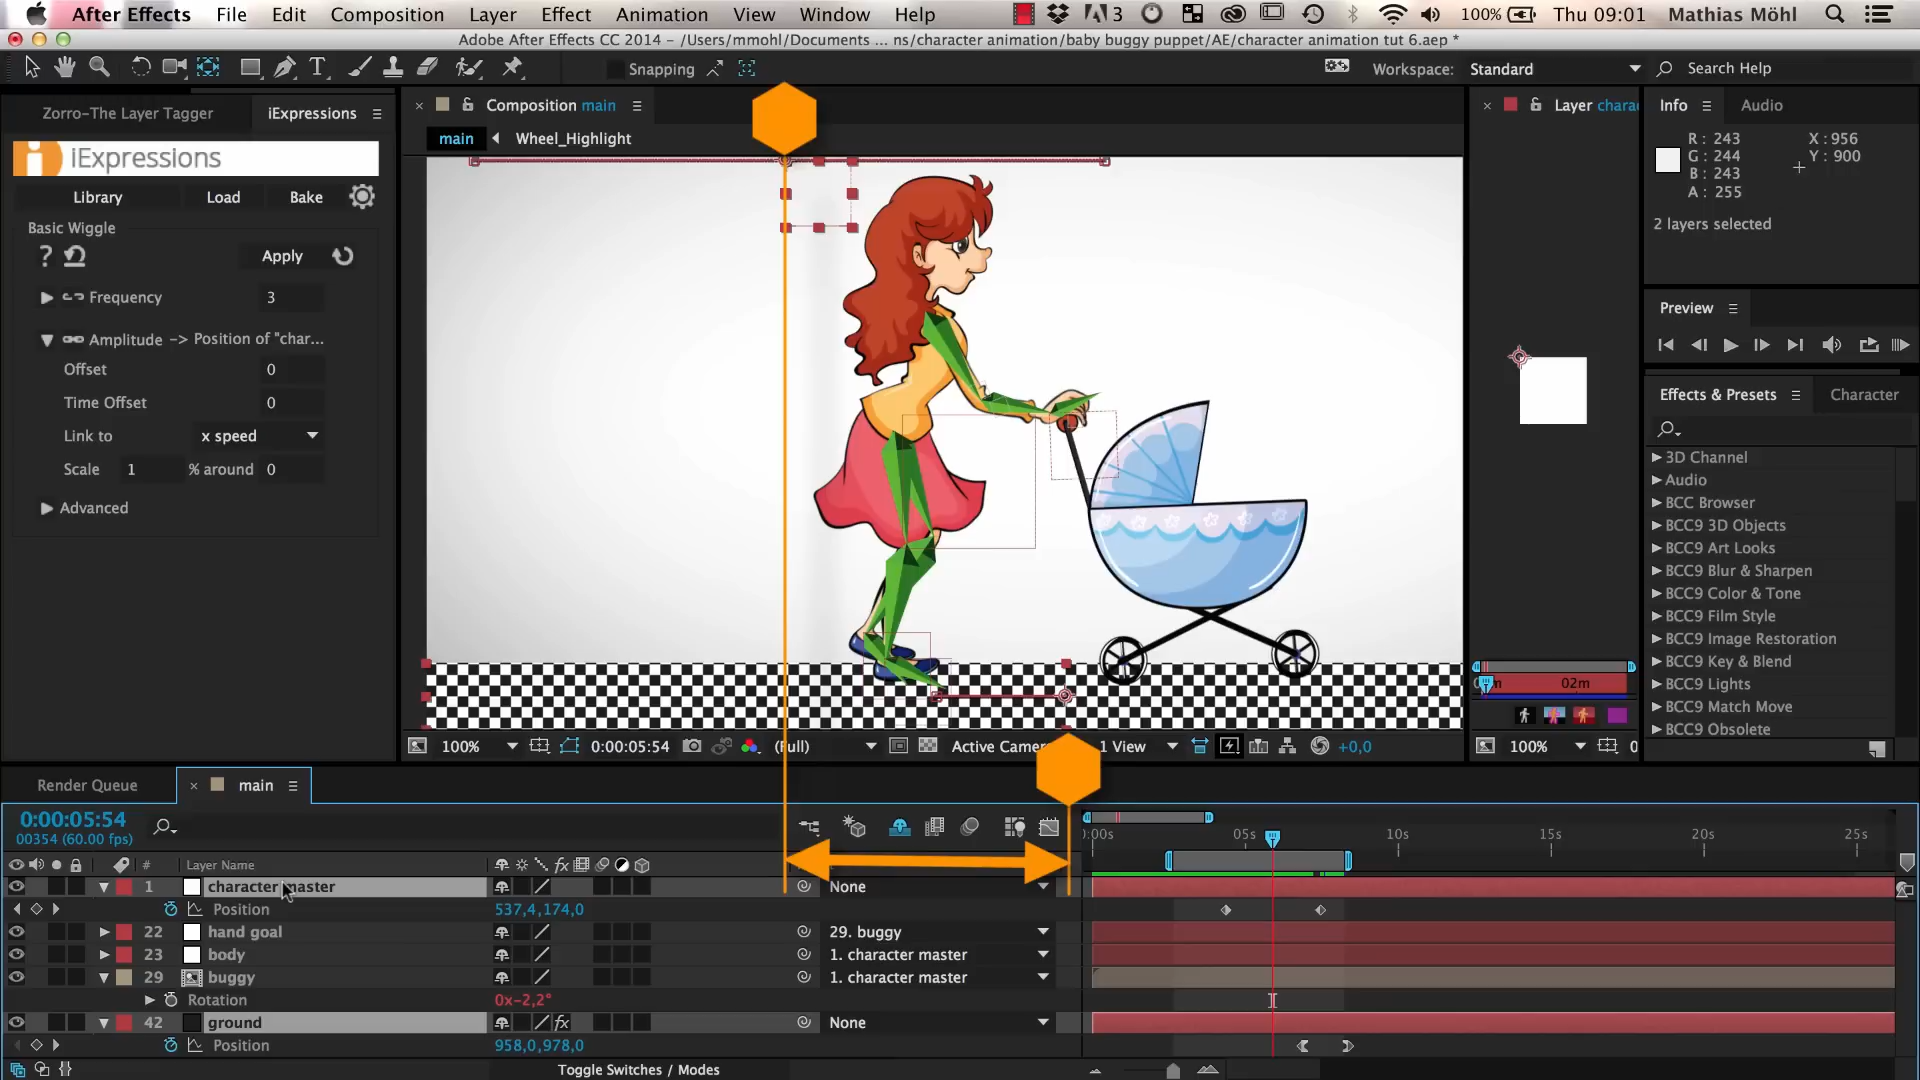 After Effects File Edit Composition Layer Effect Animation View Window Help 3 100% Thu 09:01 Mathias Möhl
Adobe After Effects CC 2014 – /Users/mmohl/Documents ... ns/character animation/baby buggy puppet/AE/character animation tut 6.aep *
Snapping Workspace: Standard Search Help
Zorro-The Layer Tagger iExpressions
Composition main
Layer chara
Info Audio
main Wheel_Highlight
iExpressions
Library Load Bake
Basic Wiggle
? Apply
Frequency 3
Amplitude -> Position of "char...
Offset 0
Time Offset 0
Link to x speed
Scale 1 % around 0
Advanced
R : 243
G : 244
B : 243
A : 255
X : 956
Y : 900
2 layers selected
Preview
Effects & Presets Character
3D Channel
Audio
BCC Browser
BCC9 3D Objects
BCC9 Art Looks
BCC9 Blur & Sharpen
BCC9 Color & Tone
BCC9 Film Style
BCC9 Image Restoration
BCC9 Key & Blend
BCC9 Lights
BCC9 Match Move
BCC9 Obsolete
02m
100% 0:00:05:54 (Full) Active Camera 1 View +0,0
100%
Render Queue main
0:00:05:54
00354 (60.00 fps)
:00s 05s 10s 15s 20s 25s
# Layer Name fx
1 character master None
Position 537,4,174,0
22 hand goal 29. buggy
23 body 1. character master
29 buggy 1. character master
Rotation 0x-2,2°
42 ground fx None
Position 958,0,978,0
Toggle Switches / Modes